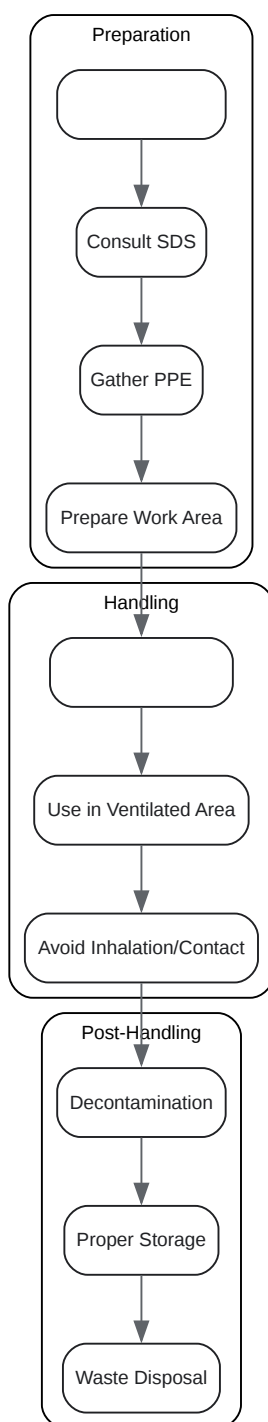 Preparation
Consult SDS
Gather PPE
Prepare Work Area
Handling
Use in Ventilated Area
Avoid Inhalation/Contact
Post-Handling
Decontamination
Proper Storage
Waste Disposal